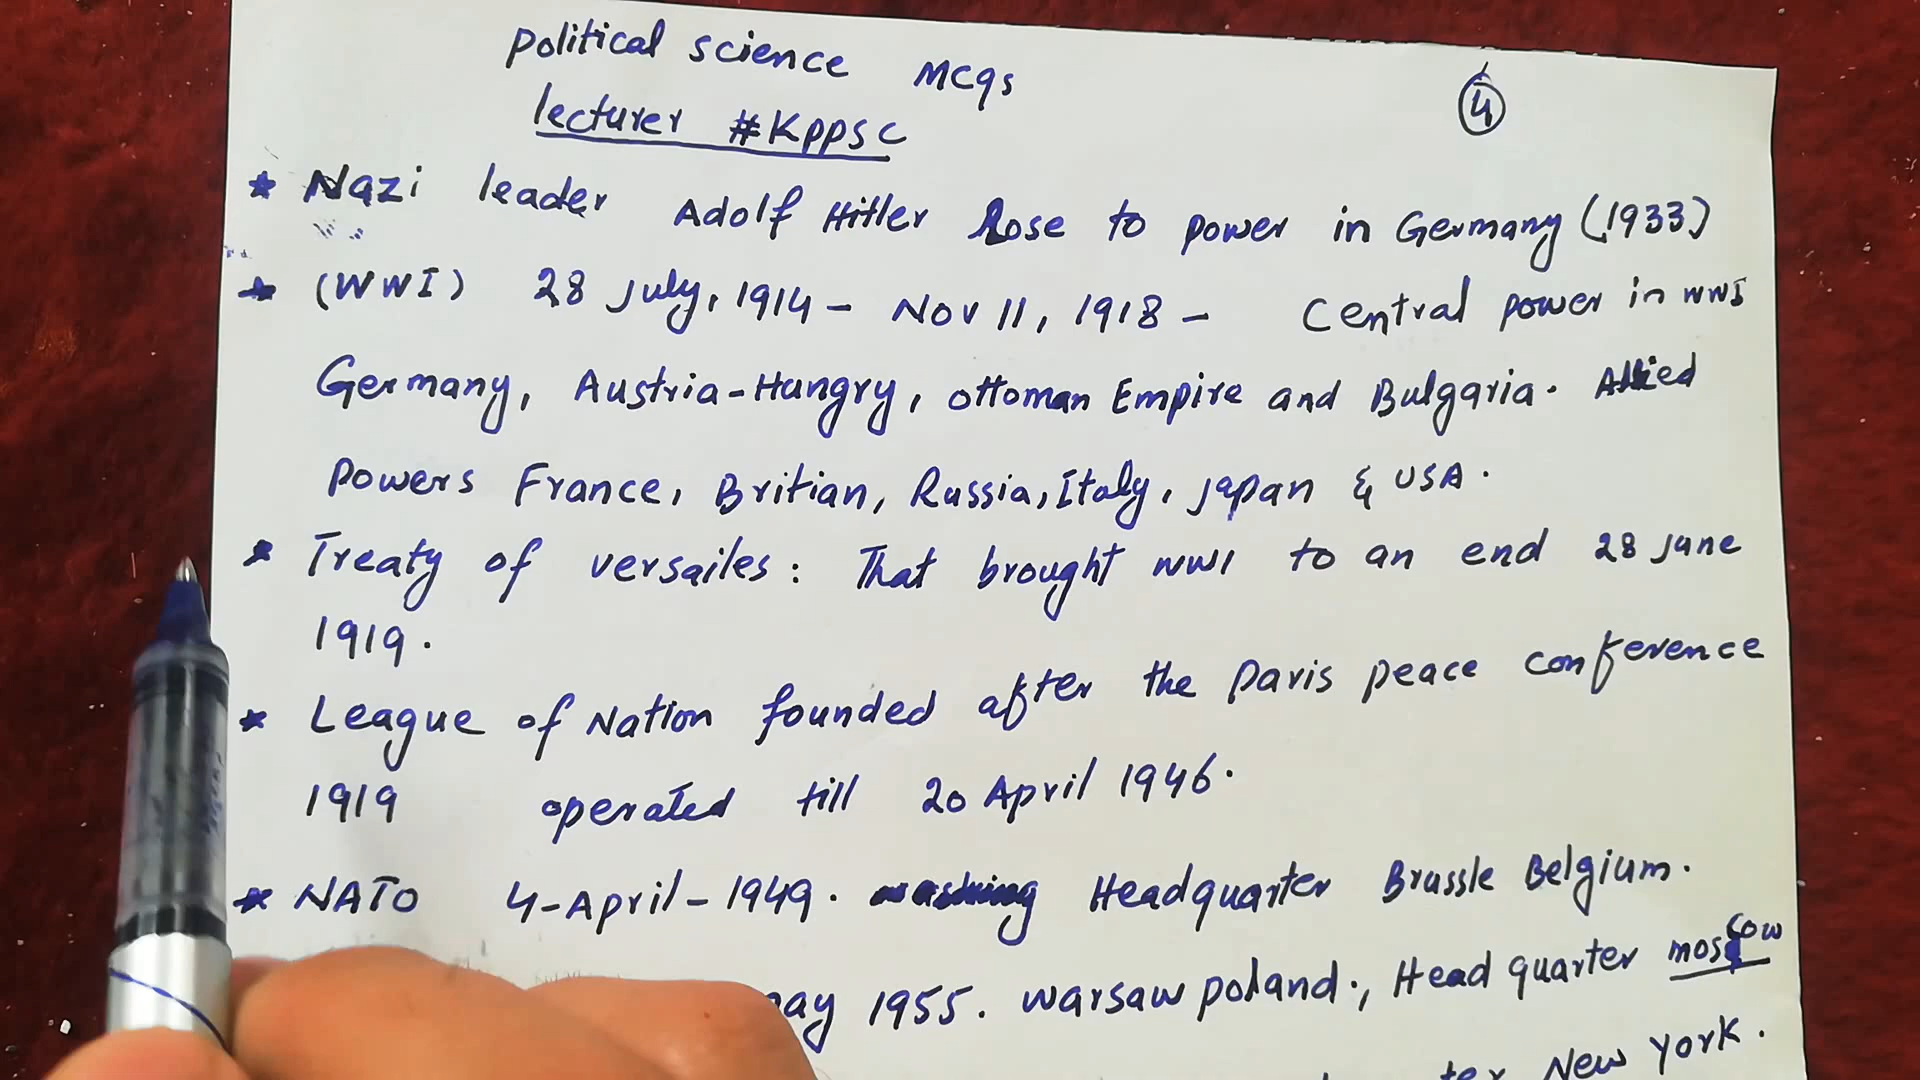 Political science MCQs
4
lecturer #Kppsc
* Nazi leader Adolf Hitler Rose to power in Germany (1933)
* (WWI) 28 July, 1914 - Nov 11, 1918 - Central power in WWI
Germany, Austria-Hungry, ottoman Empire and Bulgaria. Allied
Powers France, Britian, Russia, Italy, Japan & USA.
* Treaty of versailes: That brought WWI to an end 28 June
1919.
* League of Nation founded after the Paris peace conference
1919 operated till 20 April 1946.
* NATO 4-April-1949. Headquarter Brussle Belgium.
1955. Warsaw poland., Head quarter moscow
New York.